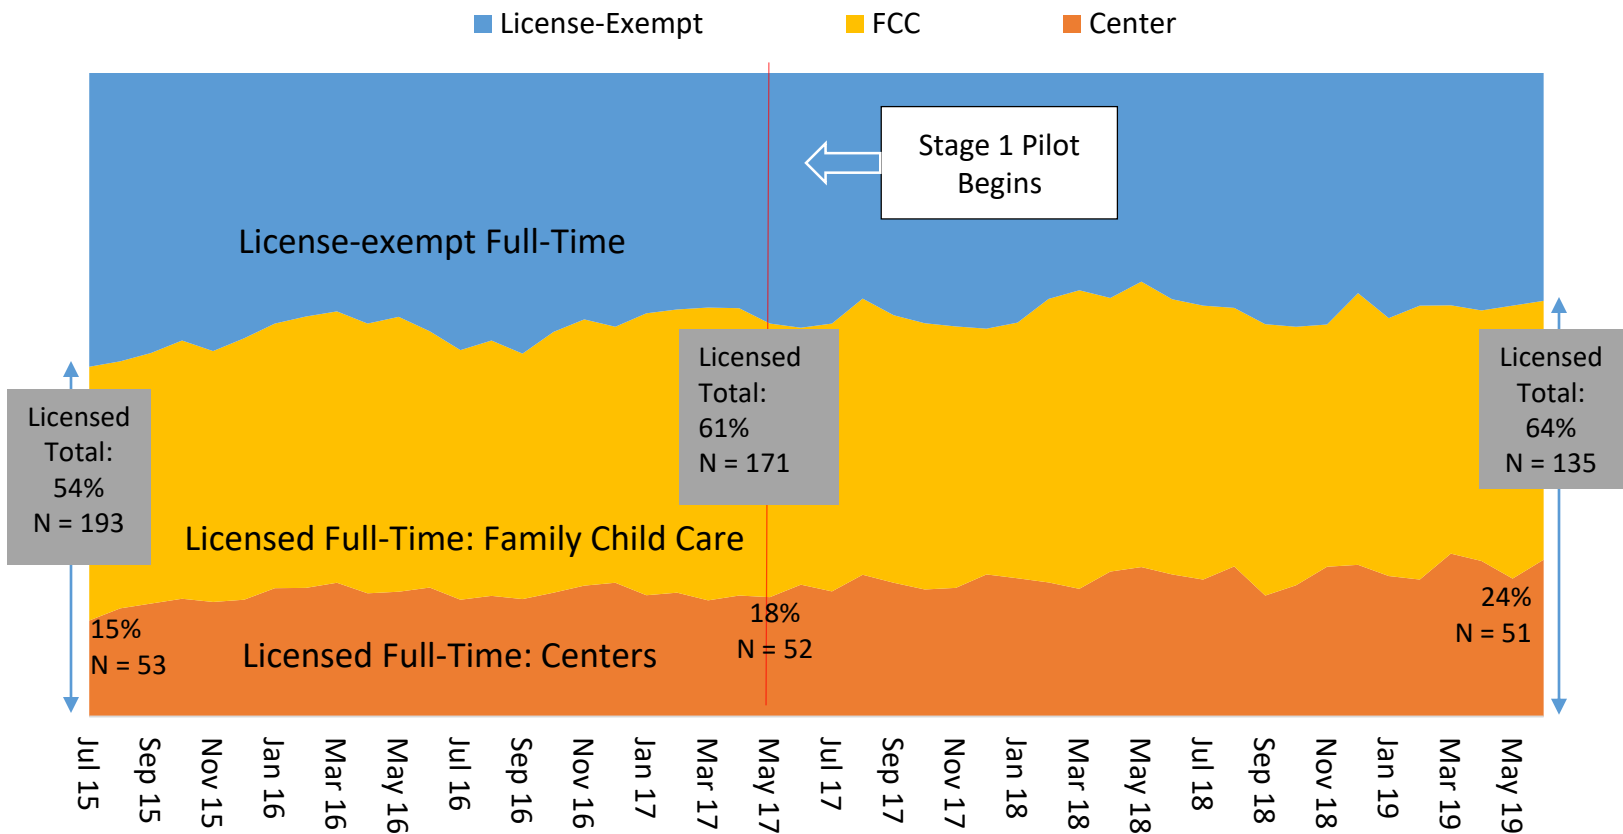 License-Exempt
FCC
Center
Stage 1 Pilot
Begins
License-exempt Full-Time
Licensed
Total:
54%
N = 193
Licensed
Total:
61%
N = 171
Licensed
Total:
64%
N = 135
Licensed Full-Time: Family Child Care
15%
N = 53
Licensed Full-Time: Centers
18%
N = 52
24%
N = 51
Jul 15
Sep 15
Nov 15
Jan 16
Mar 16
May 16
Jul 16
Sep 16
Nov 16
Jan 17
Mar 17
May 17
Jul 17
Sep 17
Nov 17
Jan 18
Mar 18
May 18
Jul 18
Sep 18
Nov 18
Jan 19
Mar 19
May 19